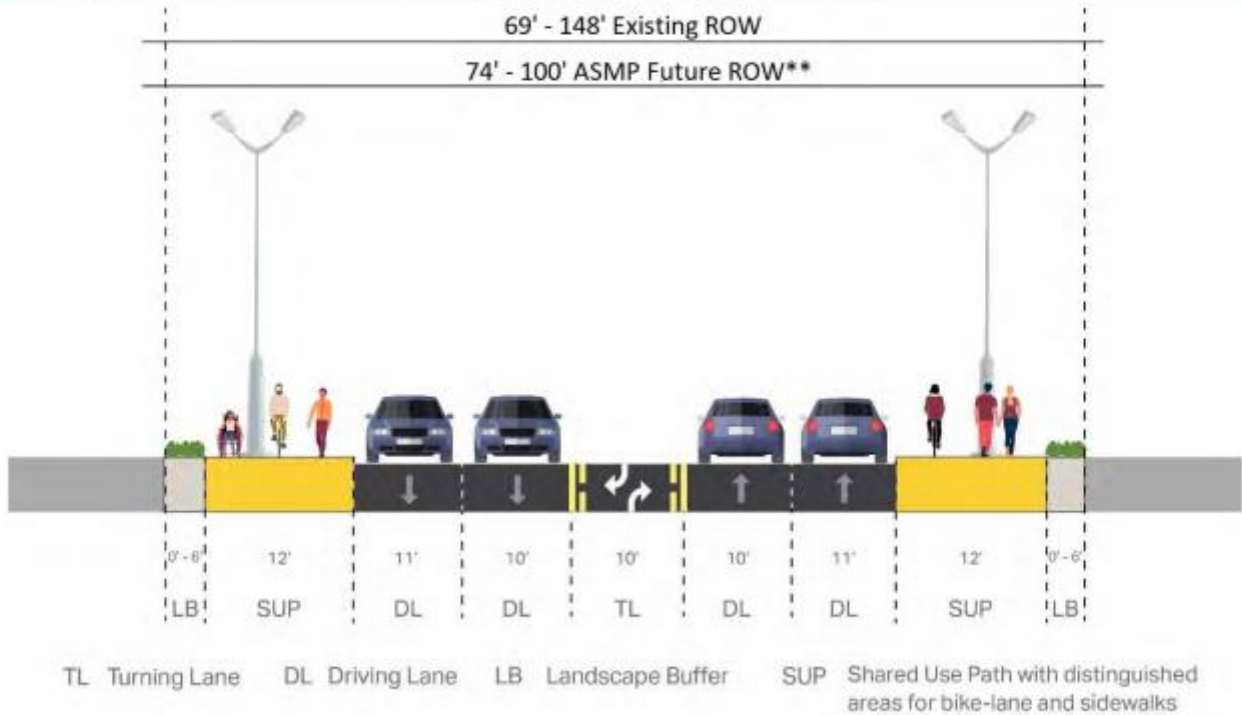 69' - 148' Existing ROW
74' - 100' ASMP Future ROW**
0' - 6' 12' 11' 10' 10' 10' 11' 12' 0' - 6'
LB SUP DL DL TL DL DL SUP LB
TL Turning Lane DL Driving Lane LB Landscape Buffer SUP Shared Use Path with distinguished
areas for bike-lane and sidewalks